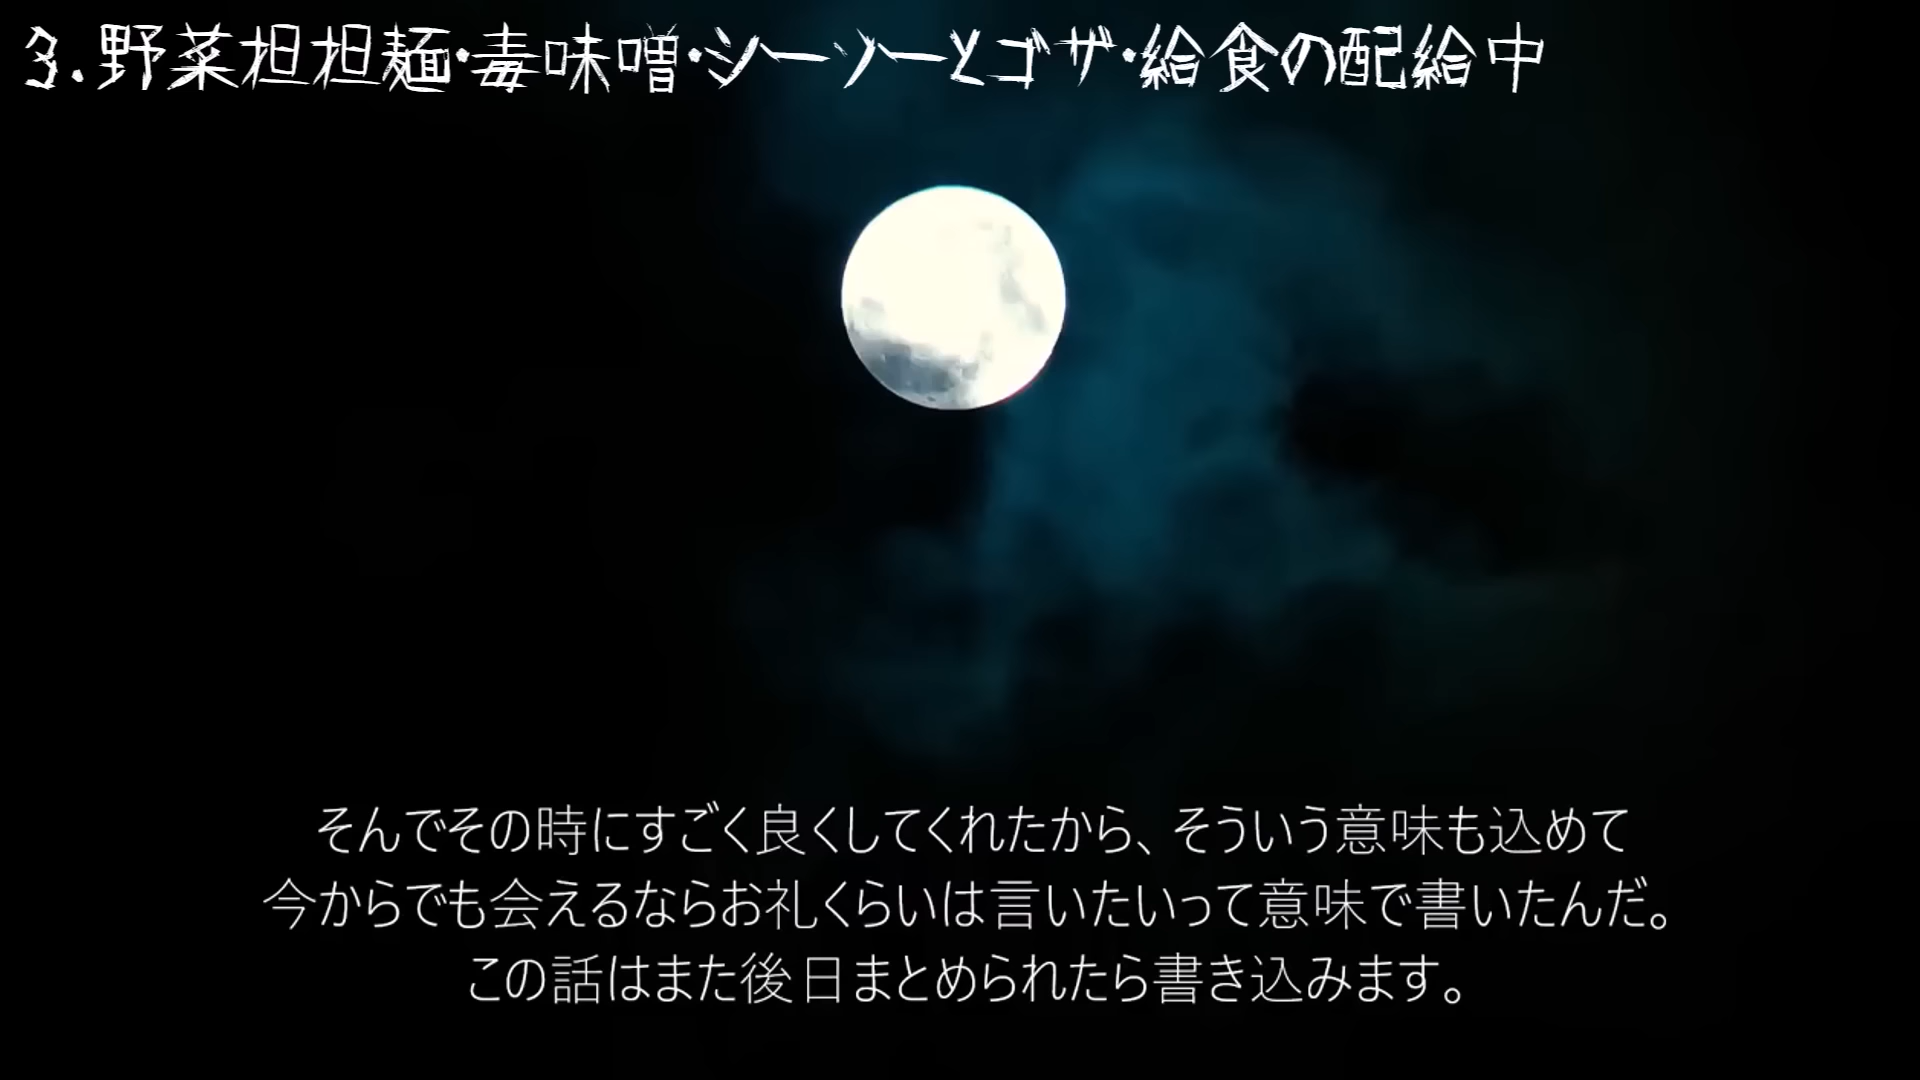 3.野菜担担麺・毒味噌・シーソーとゴザ・給食の配給中
そんでその時にすごく良くしてくれたから、そういう意味も込めて
今からでも会えるならお礼くらいは言いたいって意味で書いたんだ。
この話はまた後日まとめられたら書き込みます。